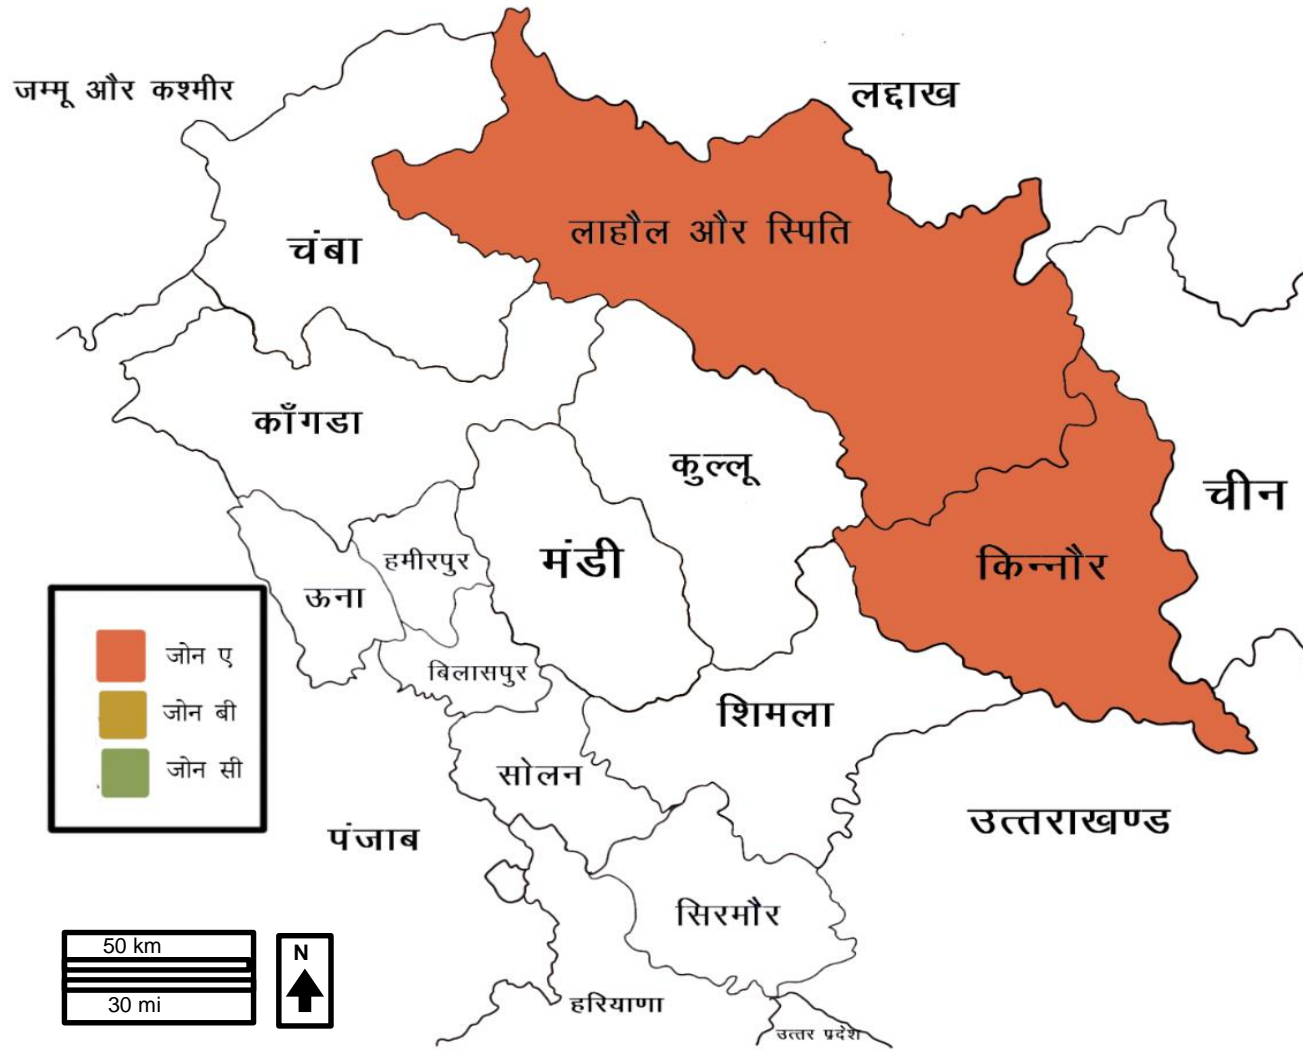 जम्मू और कश्मीर
लद्दाख
चंबा
लाहौल और स्पिति
काँगडा
कुल्लू
चीन
हमीरपुर
मंडी
किन्नौर
ऊना
बिलासपुर
शिमला
जोन ए
जोन बी
जोन सी
सोलन
पंजाब
उत्तराखण्ड
सिरमौर
50 km
30 mi
N
हरियाणा
उत्तर प्रदेश